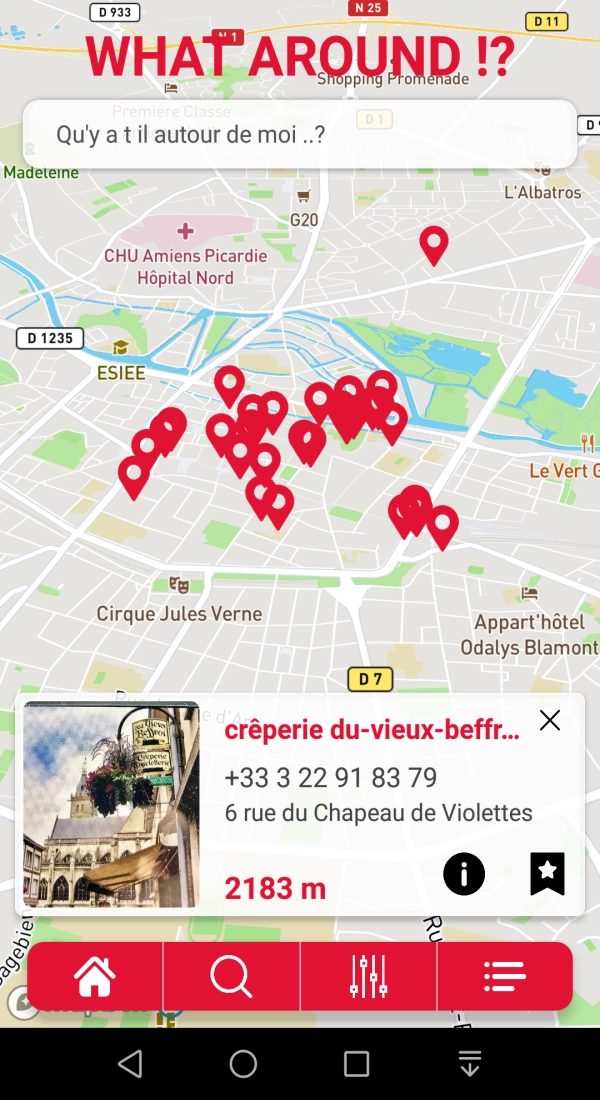 D 933
N 25
D 11
N 1
WHAT AROUND !?
Shopping Promenade
Première Classe
D 1
Qu'y a t il autour de moi ..?
Madeleine
L'Albatros
G20
CHU Amiens Picardie
Hôpital Nord
D 1235
ESIEE
Le Vert G
Cirque Jules Verne
Appart'hôtel
Odalys Blamont
D 7
crêperie du-vieux-beffr...
+33 3 22 91 83 79
6 rue du Chapeau de Violettes
2183 m